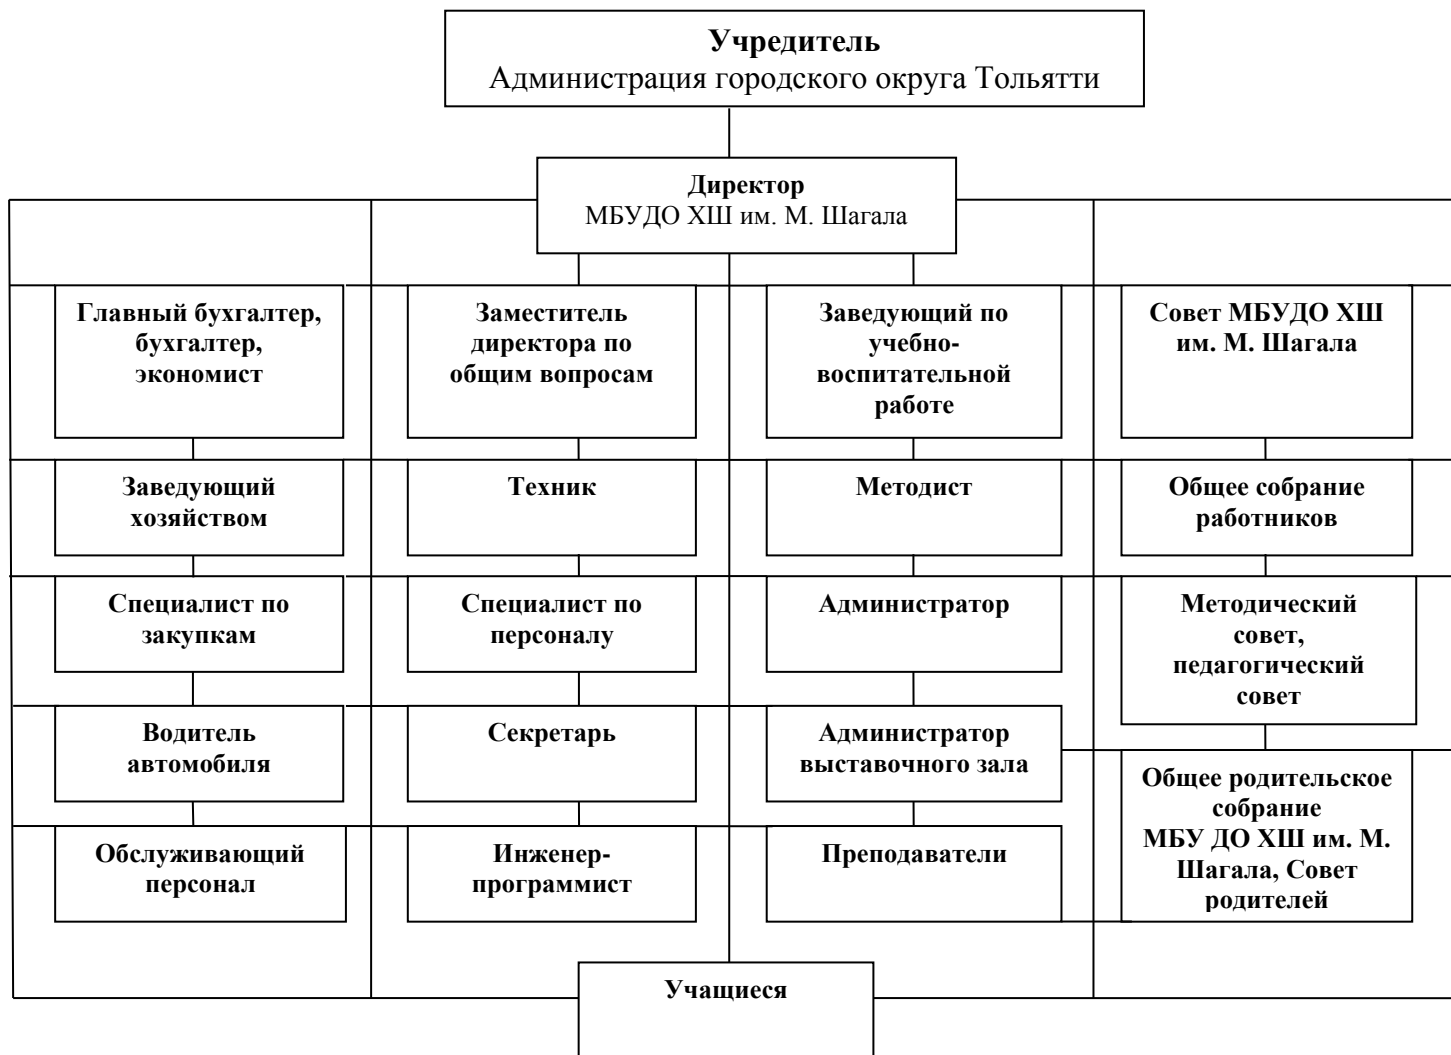 Учредитель
Администрация городского округа Тольятти
Директор
МБУДО ХШ им. М. Шагала
Главный бухгалтер,
бухгалтер,
экономист
Заместитель
директора по
общим вопросам
Заведующий по
учебно-
воспитательной
работе
Совет МБУДО ХШ
им. М. Шагала
Заведующий
хозяйством
Техник
Методист
Общее собрание
работников
Специалист по
закупкам
Специалист по
персоналу
Администратор
Методический
совет,
педагогический
совет
Водитель
автомобиля
Секретарь
Администратор
выставочного зала
Общее родительское
собрание
МБУ ДО ХШ им. М.
Шагала, Совет
родителей
Обслуживающий
персонал
Инженер-
программист
Преподаватели
Учащиеся